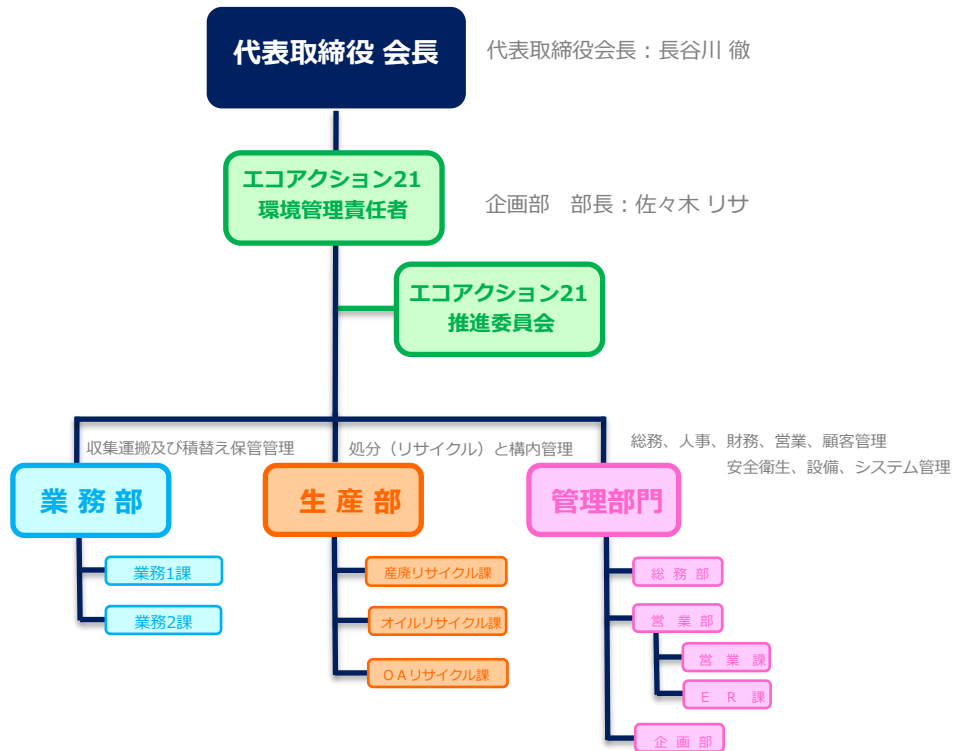 代表取締役 会長
代表取締役会長：長谷川 徹
エコアクション21
環境管理責任者
企画部　部長：佐々木 リサ
エコアクション21
推進委員会
収集運搬及び積替え保管管理
処分（リサイクル）と構内管理
総務、人事、財務、営業、顧客管理
安全衛生、設備、システム管理
業 務 部
生 産 部
管理部門
業務1課
業務2課
産廃リサイクル課
オイルリサイクル課
ＯＡリサイクル課
総 務 部
営 業 部
営 業 課
Ｅ Ｒ 課
企 画 部